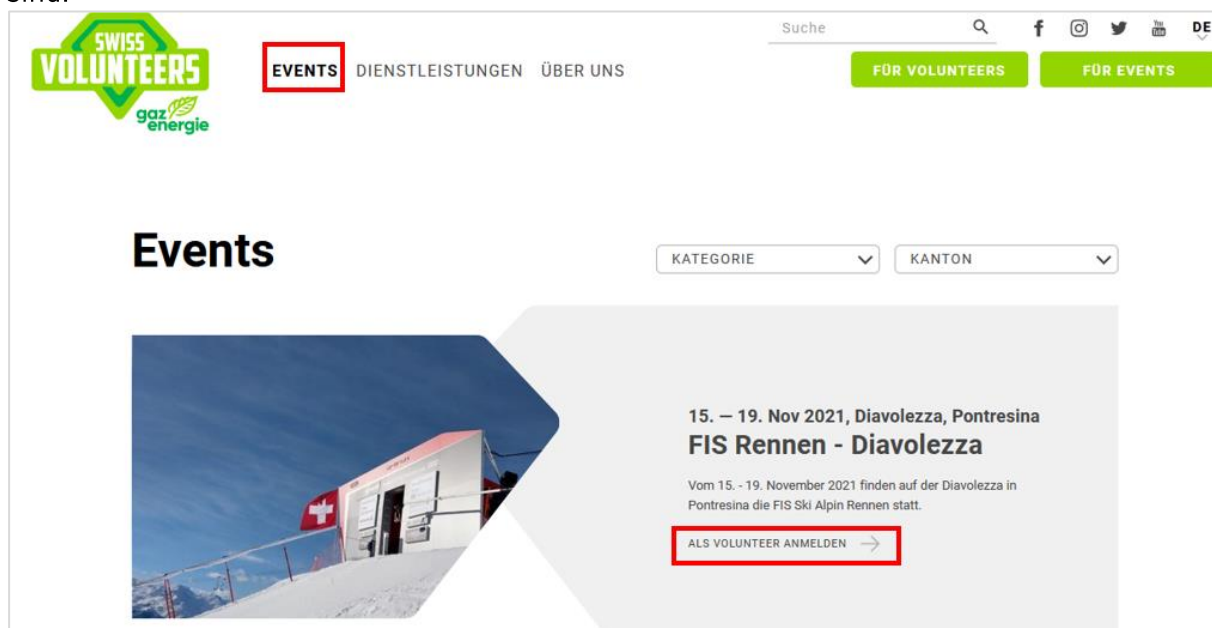 sind.
Suche
DE
SWISS
VOLUNTEERS
gaz
energie
EVENTS DIENSTLEISTUNGEN ÜBER UNS
FÜR VOLUNTEERS
FÜR EVENTS
Events
KATEGORIE
KANTON
15. — 19. Nov 2021, Diavolezza, Pontresina
FIS Rennen - Diavolezza
Vom 15. - 19. November 2021 finden auf der Diavolezza in
Pontresina die FIS Ski Alpin Rennen statt.
ALS VOLUNTEER ANMELDEN